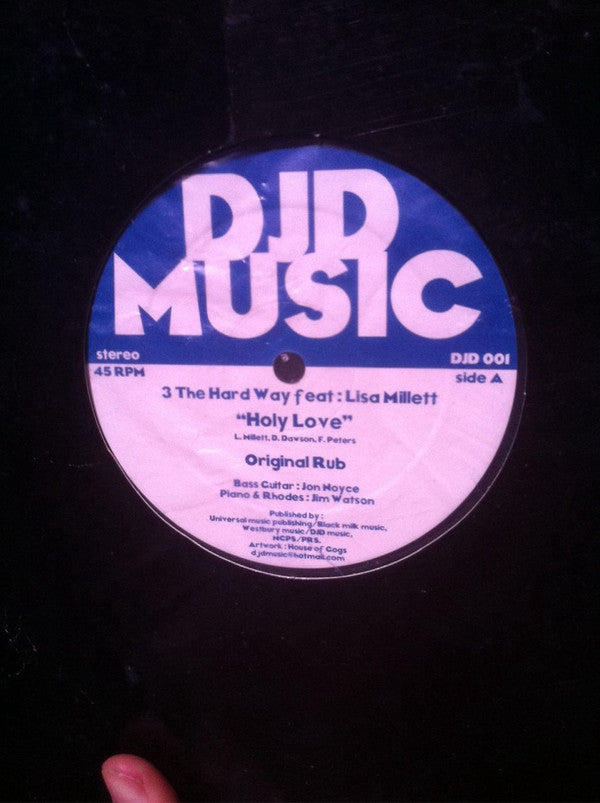 DJD
MUSIC
stereo
DJD 001
45 RPM
side A
3 The Hard Way feat : Lisa Millett
“Holy Love”
L. Millett, D. Dawson, F. Peters
Original Rub
Bass Guitar : Jon Noyce
Piano & Rhodes : Jim Watson
Published by :
Universal music publishing/Black milk music,
Westbury music/DJD music,
MCPS/PRS.
Artwork : House of Gogs
djdmusic@hotmail.com